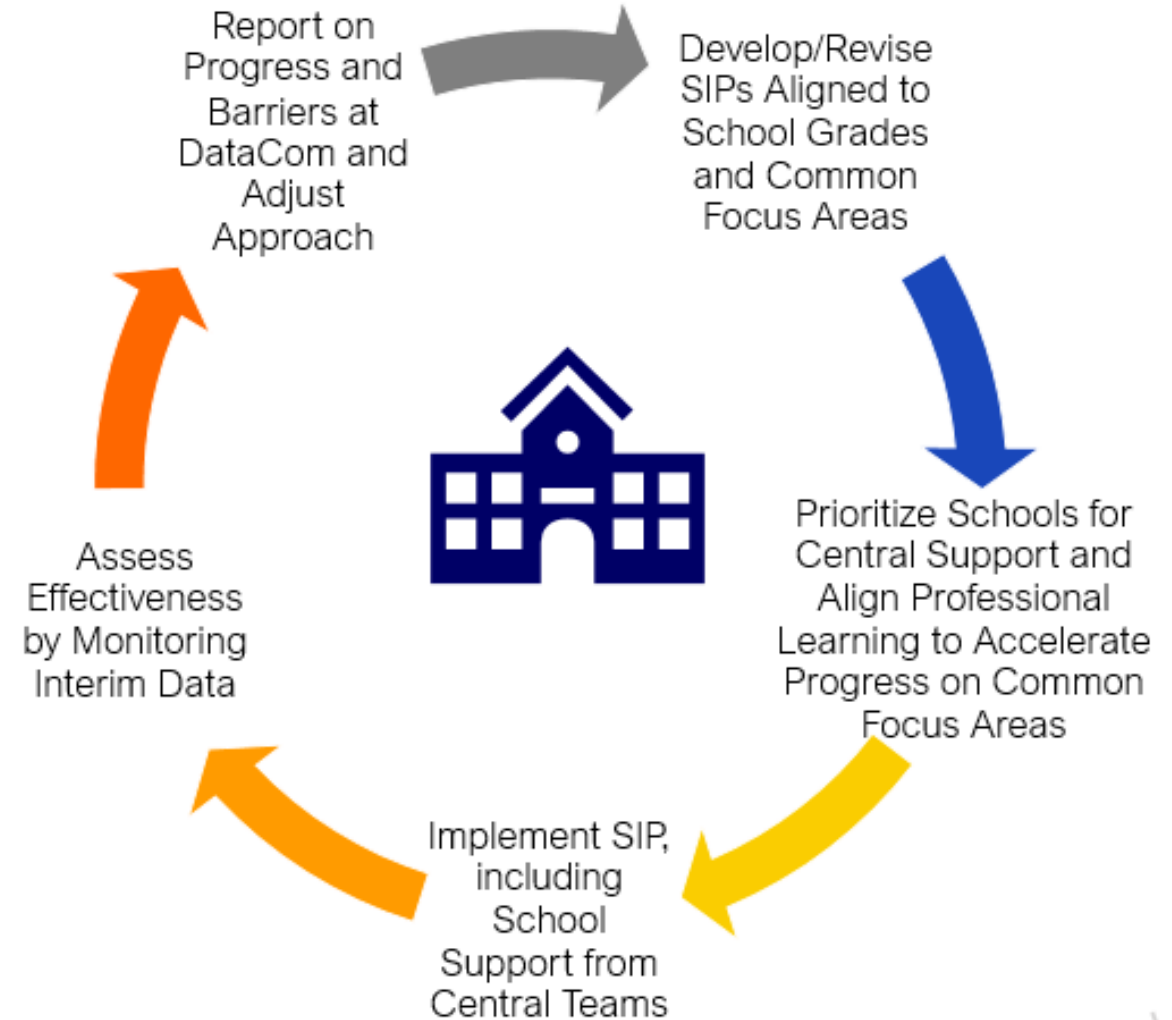 Report on
Progress and
Barriers at
DataCom and
Adjust
Approach
Develop/Revise
SIPs Aligned to
School Grades
and Common
Focus Areas
Prioritize Schools for
Central Support and
Align Professional
Learning to Accelerate
Progress on Common
Focus Areas
Implement SIP,
including
School
Support from
Central Teams
Assess
Effectiveness
by Monitoring
Interim Data